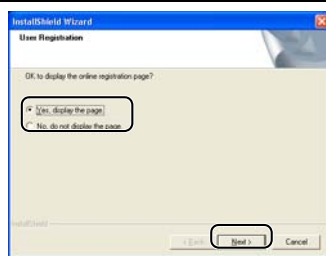 InstallShield Wizard
User Registration
OK to display the online registration page?
Yes, display the page.
No, do not display the page.
InstallShield
< Back Next > Cancel